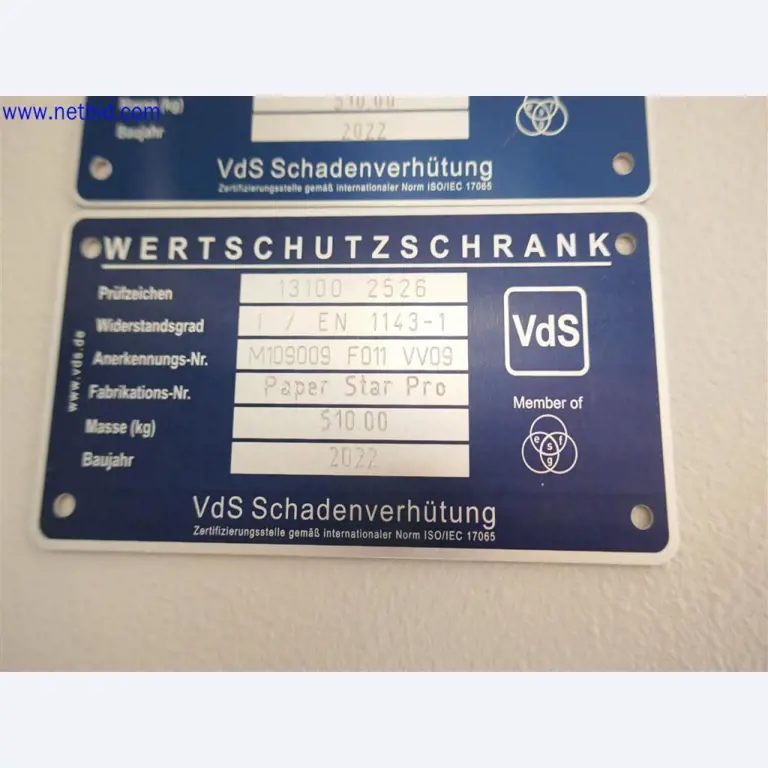 www.netbid.com
Masse (kg) 510.00
Baujahr 2022
VdS Schadenverhütung
Zertifizierungsstelle gemäß internationaler Norm ISO/IEC 17065
WERTSCHUTZSCHRANK
Prüfzeichen 13100 2526
Widerstandsgrad I / EN 1143-1
Anerkennungs-Nr. M109009 F011 VV09
Fabrikations-Nr. Paper Star Pro
Masse (kg) 510.00
Baujahr 2022
www.vds.de
VdS
Member of
e s f g
VdS Schadenverhütung
Zertifizierungsstelle gemäß internationaler Norm ISO/IEC 17065